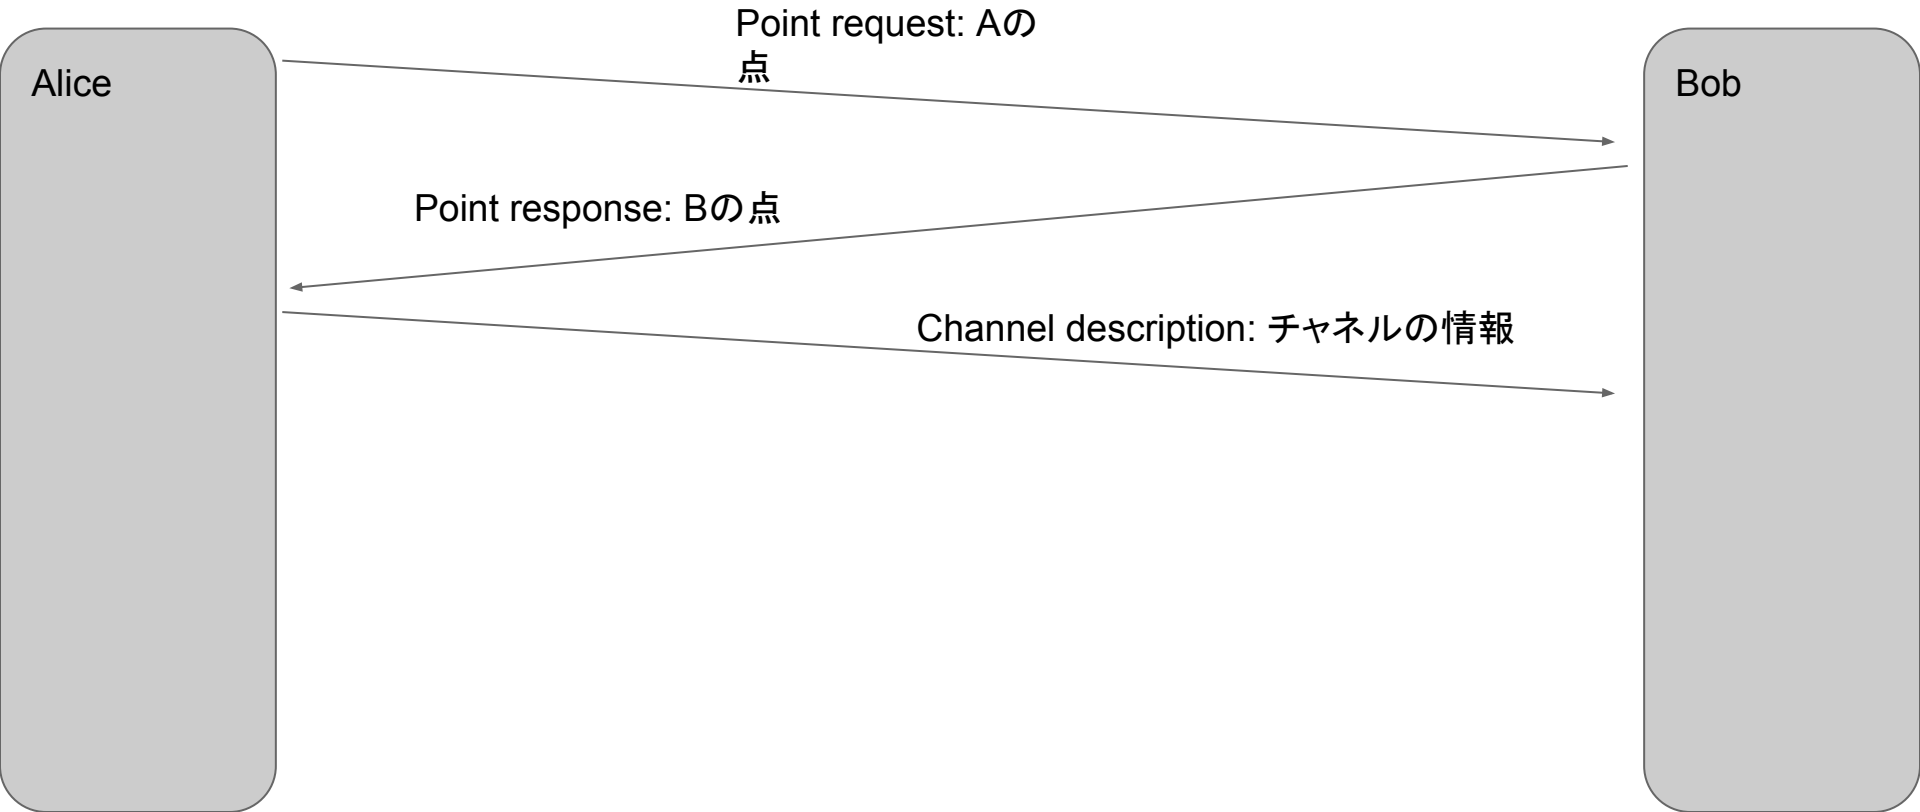 Point request: Aの
点
Alice
Bob
Point response: Bの点
Channel description: チャネルの情報